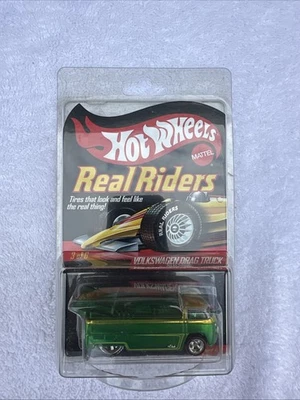 Hot Wheels
MATTEL
Real Riders
Tires that look and feel like
the real thing!
REAL RIDERS
VOLKSWAGEN DRAG TRUCK